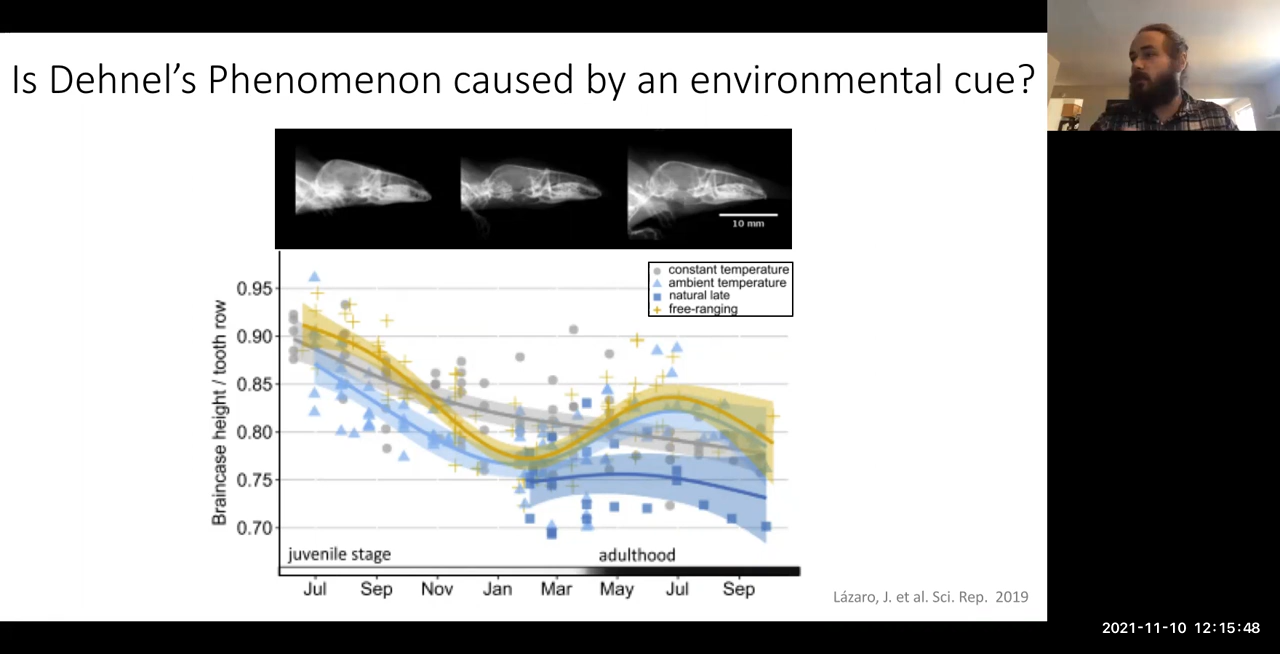 Is Dehnel's Phenomenon caused by an environmental cue?
10 mm
constant temperature
ambient temperature
natural late
free-ranging
Braincase height / tooth row
0.95
0.90
0.85
0.80
0.75
0.70
juvenile stage
adulthood
Jul Sep Nov Jan Mar May Jul Sep
Lázaro, J. et al. Sci. Rep. 2019
2021-11-10 12:15:48